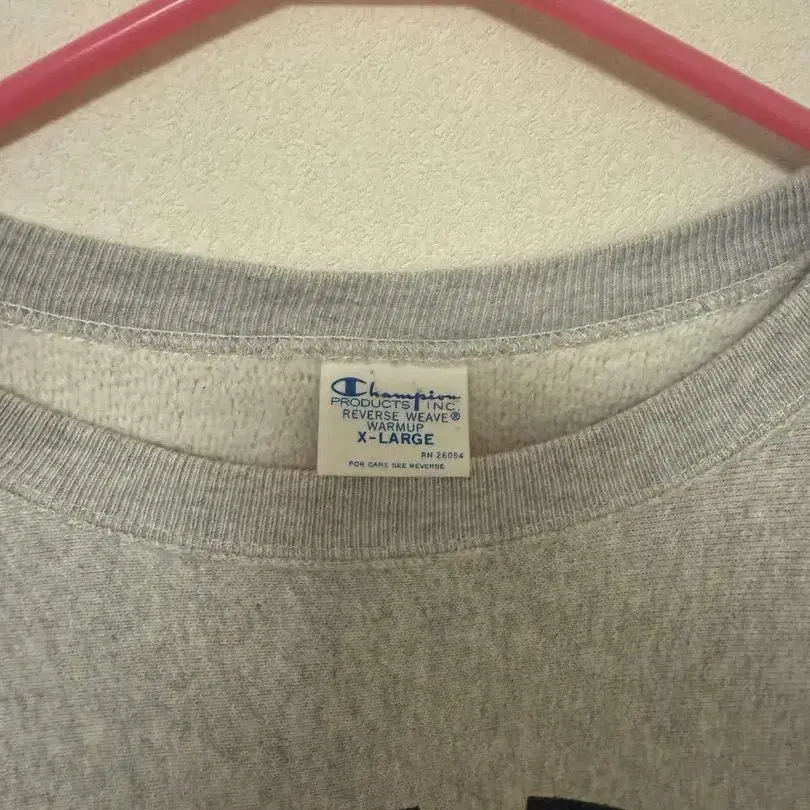 Champion
PRODUCTS INC.
REVERSE WEAVE®
WARMUP
X-LARGE
RN 26094
FOR CARE SEE REVERSE